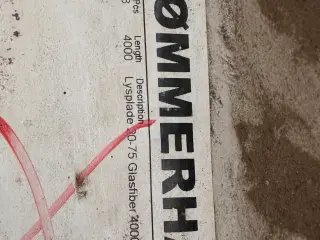 ØMMERHA
Pcs Length Description
4000 Lysplade 20-75 Glasfiber 4000